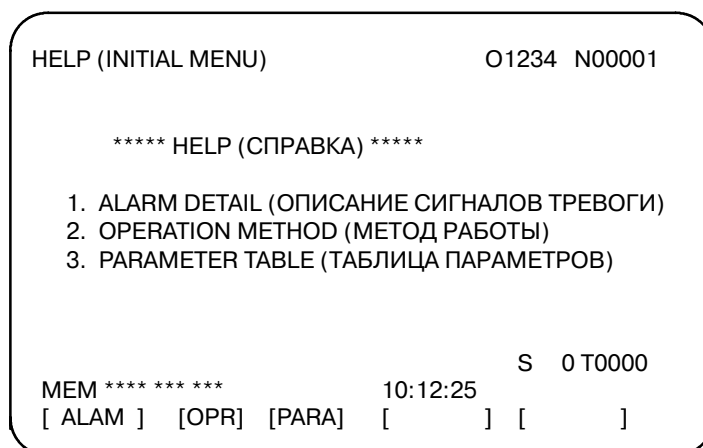 HELP (INITIAL MENU) O1234 N00001
***** HELP (СПРАВКА) *****
1. ALARM DETAIL (ОПИСАНИЕ СИГНАЛОВ ТРЕВОГИ)
2. OPERATION METHOD (МЕТОД РАБОТЫ)
3. PARAMETER TABLE (ТАБЛИЦА ПАРАМЕТРОВ)
S 0 T0000
MEM **** *** *** 10:12:25
[ ALAM ] [OPR] [PARA] [ ] [ ]